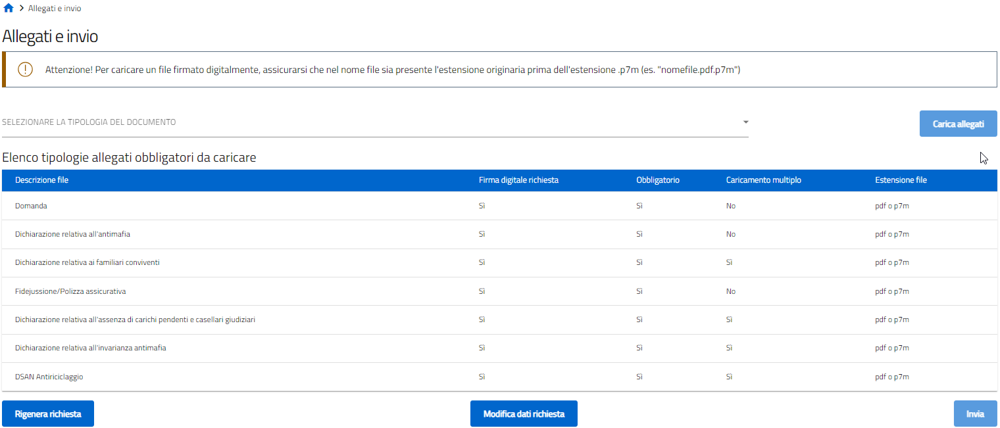 Allegati e invio
Allegati e invio
Attenzione! Per caricare un file firmato digitalmente, assicurarsi che nel nome file sia presente l'estensione originaria prima dell'estensione .p7m (es. "nomefile.pdf.p7m")
SELEZIONARE LA TIPOLOGIA DEL DOCUMENTO
Carica allegati
Elenco tipologie allegati obbligatori da caricare
Descrizione file Firma digitale richiesta Obbligatorio Caricamento multiplo Estensione file
Domanda Sì Sì No pdf o p7m
Dichiarazione relativa all'antimafia Sì Sì No pdf o p7m
Dichiarazione relativa ai familiari conviventi Sì Sì Sì pdf o p7m
Fidejussione/Polizza assicurativa Sì Sì No pdf o p7m
Dichiarazione relativa all'assenza di carichi pendenti e casellari giudiziari Sì Sì Sì pdf o p7m
Dichiarazione relativa all'invarianza antimafia Sì Sì Sì pdf o p7m
DSAN Antiriciclaggio Sì Sì Sì pdf o p7m
Rigenera richiesta Modifica dati richiesta Invia